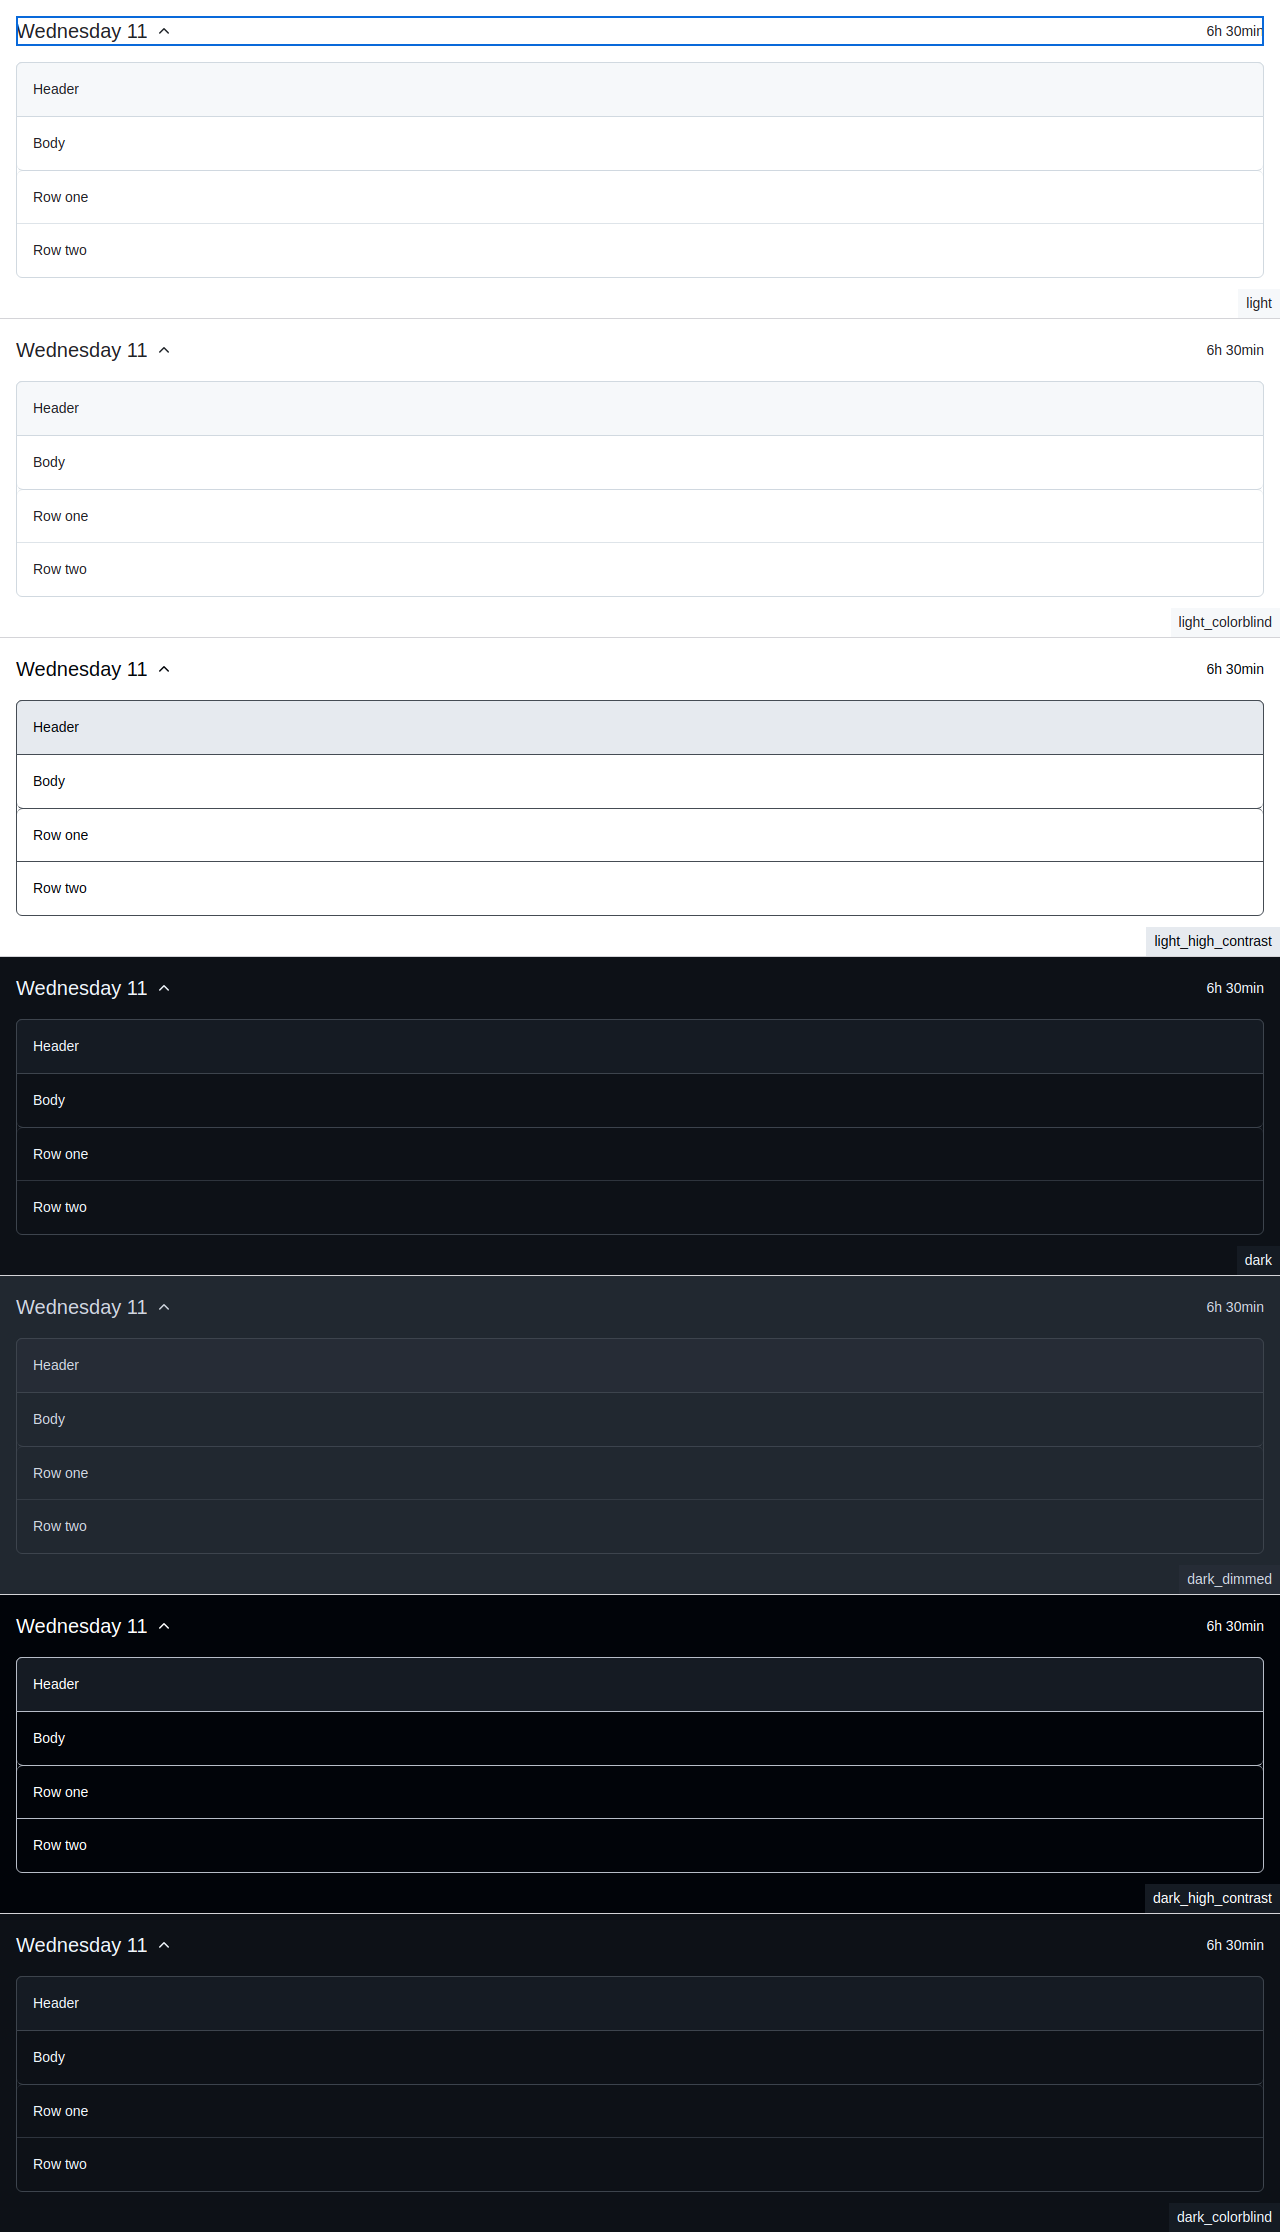 Wednesday 11 6h 30min
Header
Body
Row one
Row two
light
Wednesday 11 6h 30min
Header
Body
Row one
Row two
light_colorblind
Wednesday 11 6h 30min
Header
Body
Row one
Row two
light_high_contrast
Wednesday 11 6h 30min
Header
Body
Row one
Row two
dark
Wednesday 11 6h 30min
Header
Body
Row one
Row two
dark_dimmed
Wednesday 11 6h 30min
Header
Body
Row one
Row two
dark_high_contrast
Wednesday 11 6h 30min
Header
Body
Row one
Row two
dark_colorblind